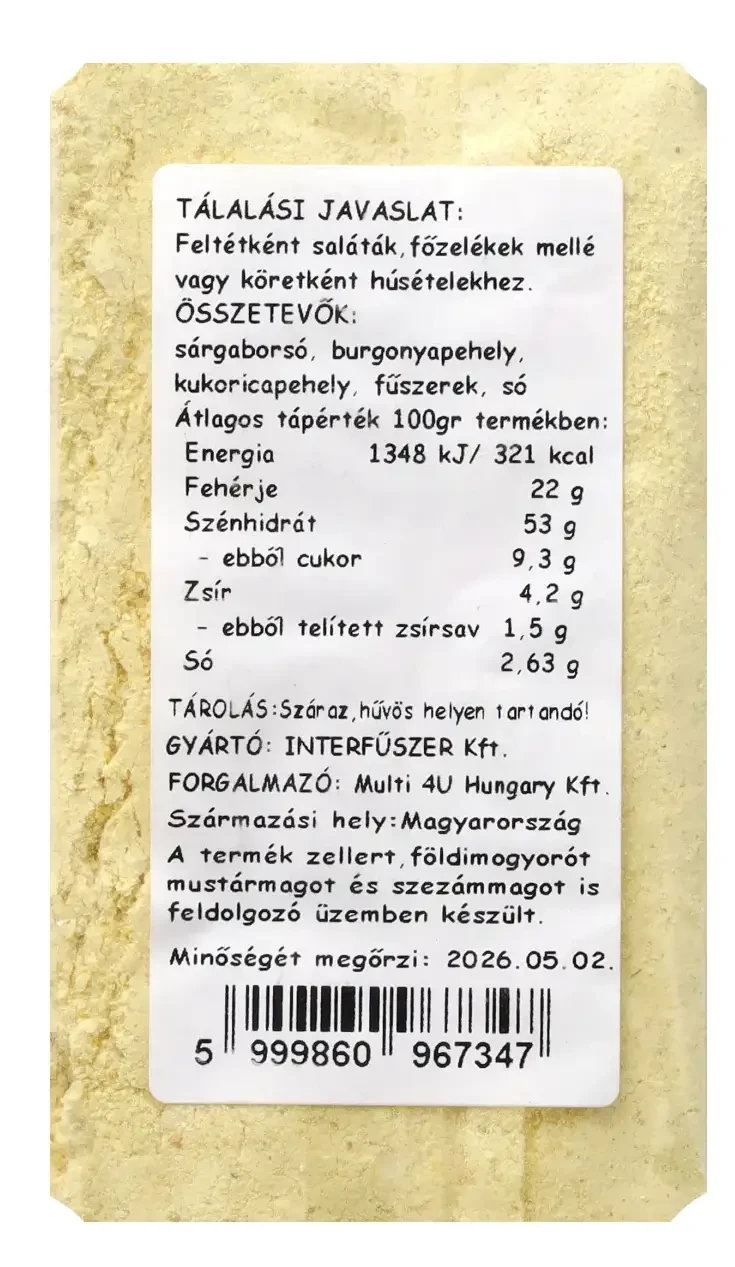 TÁLALÁSI JAVASLAT:
Feltétként saláták,főzelékek mellé
vagy köretként húsételekhez.
ÖSSZETEVŐK:
sárgaborsó, burgonyapehely,
kukoricapehely, fűszerek, só
Átlagos tápérték 100gr termékben:
Energia 1348 kJ/ 321 kcal
Fehérje 22 g
Szénhidrát 53 g
- ebből cukor 9,3 g
Zsír 4,2 g
- ebből telített zsírsav 1,5 g
Só 2,63 g
TÁROLÁS:Száraz,hűvös helyen tartandó!
GYÁRTÓ: INTERFŰSZER Kft.
FORGALMAZÓ: Multi 4U Hungary Kft.
Származási hely:Magyarország
A termék zellert,földimogyorót
mustármagot és szezámmagot is
feldolgozó üzemben készült.
Minőségét megőrzi: 2026.05.02.
5 999860 967347